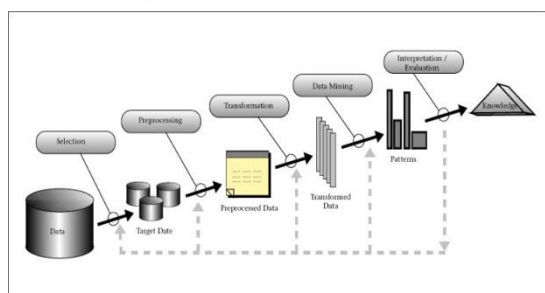 Interpretation /
Evaluation
Data Mining
Transformation
Preprocessing
Selection
Knowledge
Patterns
Transformed
Data
Preprocessed Data
Target Date
Data